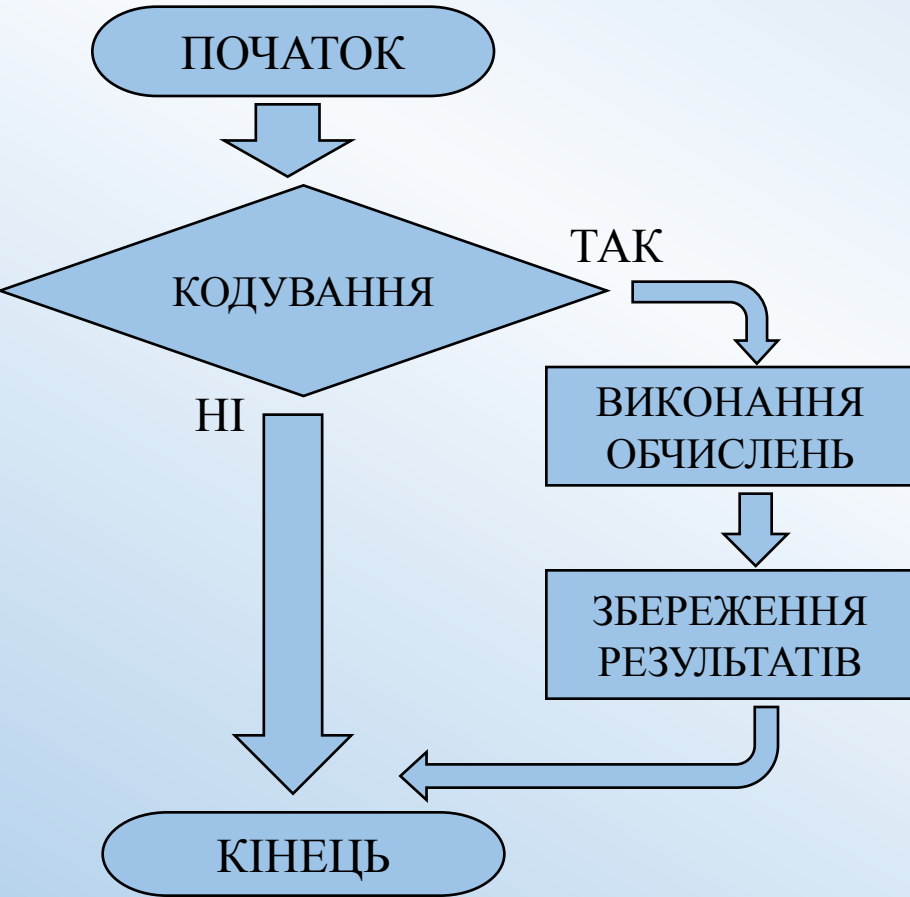 ПОЧАТОК
ТАК
КОДУВАННЯ
ВИКОНАННЯ
ОБЧИСЛЕНЬ
НІ
ЗБЕРЕЖЕННЯ
РЕЗУЛЬТАТІВ
КІНЕЦЬ